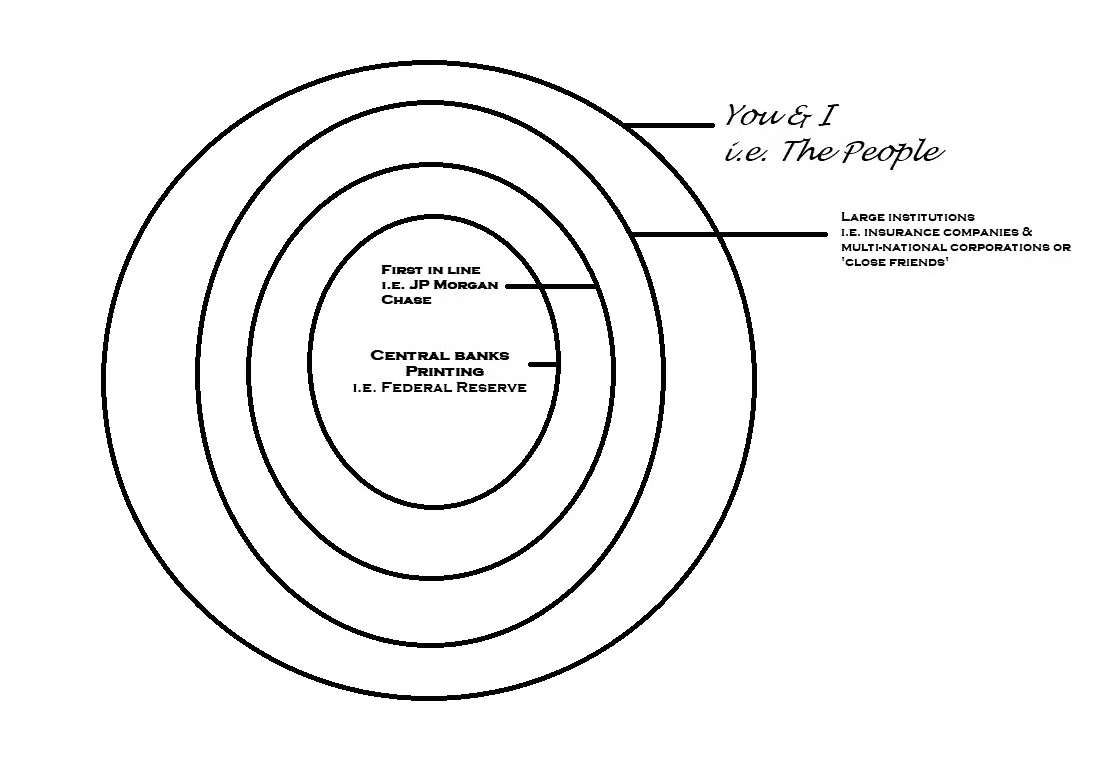 You & I
i.e. The People
Large institutions
i.e. insurance companies &
multi-national corporations or
'close friends'
First in line
i.e. JP Morgan
Chase
Central banks
Printing
i.e. Federal Reserve